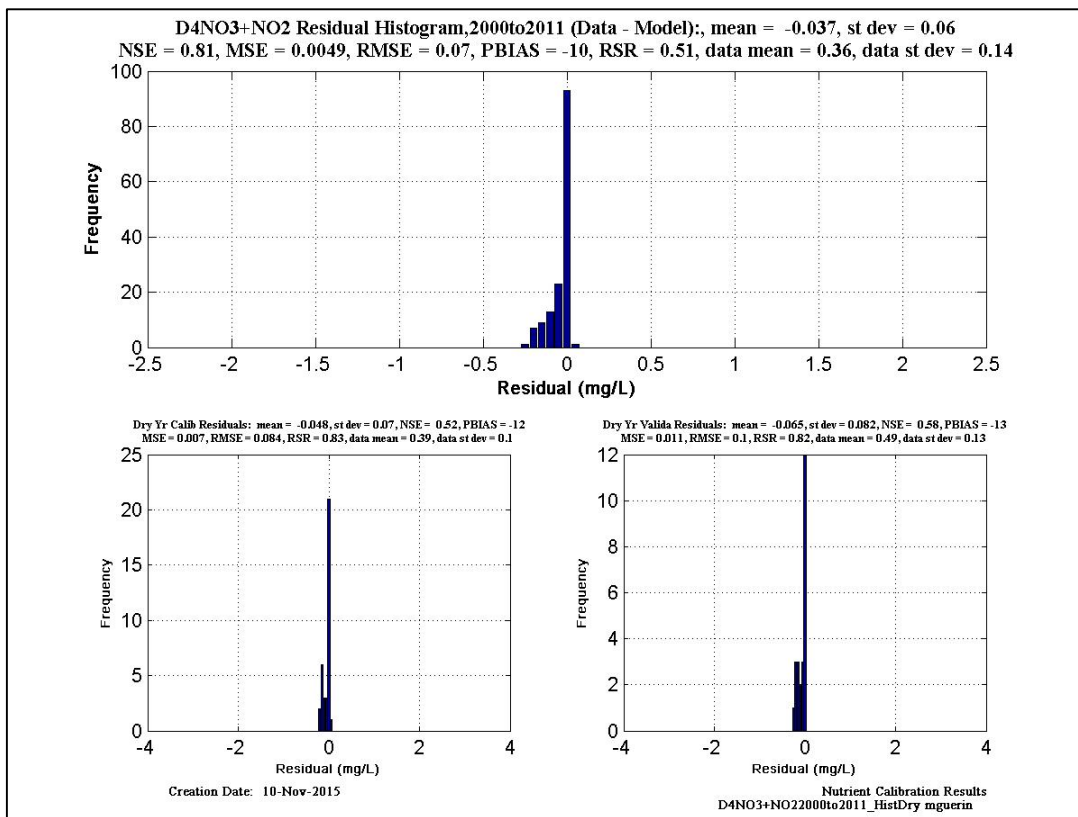 D4NO3+NO2 Residual Histogram,2000to2011 (Data - Model):, mean = -0.037, st dev = 0.06
NSE = 0.81, MSE = 0.0049, RMSE = 0.07, PBIAS = -10, RSR = 0.51, data mean = 0.36, data st dev = 0.14
100
80
60
40
20
0
Frequency
-2.5 -2 -1.5 -1 -0.5 0 0.5 1 1.5 2 2.5
Residual (mg/L)
Dry Yr Calib Residuals: mean = -0.048, st dev = 0.07, NSE = 0.52, PBIAS = -12
MSE = 0.007, RMSE = 0.084, RSR = 0.83, data mean = 0.39, data st dev = 0.1
25
20
15
10
5
0
Frequency
-4 -2 0 2 4
Residual (mg/L)
Dry Yr Valida Residuals: mean = -0.065, st dev = 0.082, NSE = 0.58, PBIAS = -13
MSE = 0.011, RMSE = 0.1, RSR = 0.82, data mean = 0.49, data st dev = 0.13
12
10
8
6
4
2
0
Frequency
-4 -2 0 2 4
Residual (mg/L)
Creation Date: 10-Nov-2015
Nutrient Calibration Results
D4NO3+NO22000to2011_HistDry mguerin